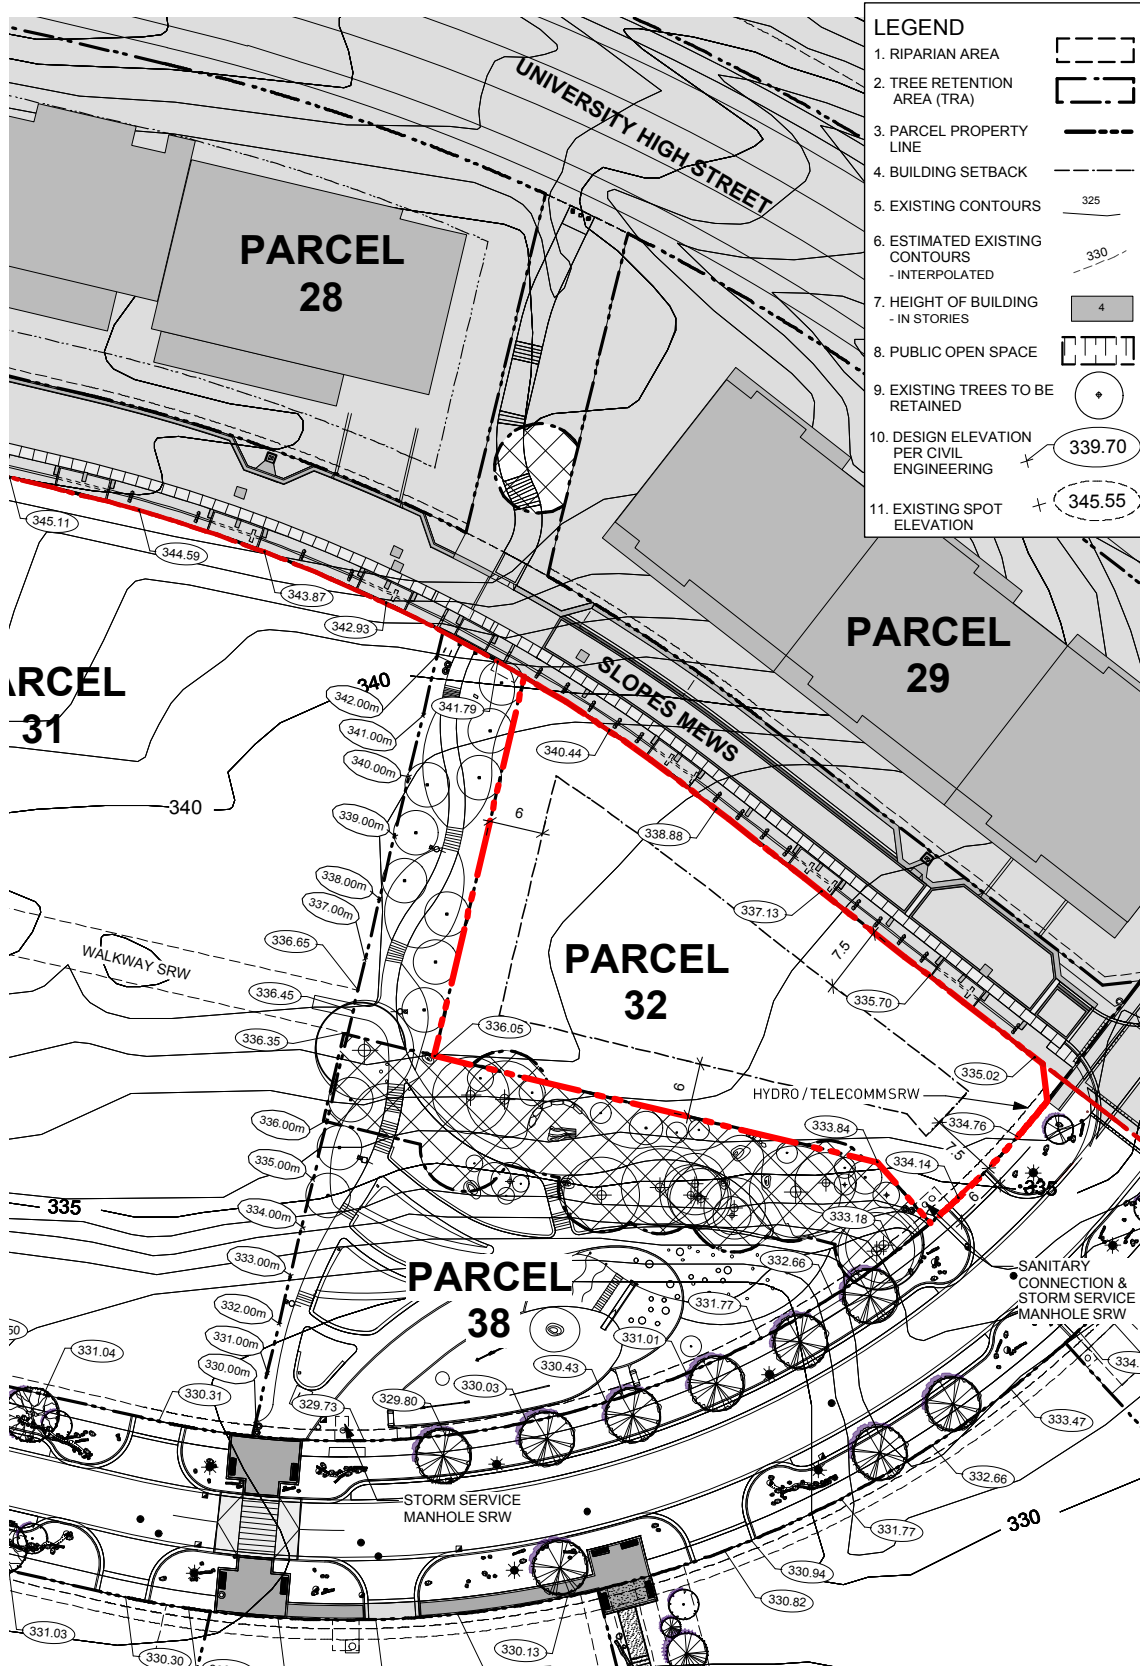 LEGEND
1. RIPARIAN AREA
2. TREE RETENTION
AREA (TRA)
3. PARCEL PROPERTY
LINE
4. BUILDING SETBACK
5. EXISTING CONTOURS
325
6. ESTIMATED EXISTING
CONTOURS
- INTERPOLATED
330
7. HEIGHT OF BUILDING
- IN STORIES
4
8. PUBLIC OPEN SPACE
9. EXISTING TREES TO BE
RETAINED
10. DESIGN ELEVATION
PER CIVIL
ENGINEERING
339.70
11. EXISTING SPOT
ELEVATION
345.55
UNIVERSITY HIGH STREET
PARCEL
28
345.11
344.59
343.87
342.93
PARCEL
29
SLOPES MEWS
ARCEL
31
340
342.00m
341.79
341.00m
340.44
340.00m
340
6
339.00m
338.88
338.00m
337.00m
337.13
336.65
7.5
WALKWAY SRW
PARCEL
32
336.45
335.70
336.05
336.35
335.02
6
HYDRO / TELECOMM SRW
336.00m
333.84
334.76
7.5
335.00m
334.14
335
6
335
334.00m
333.18
333.00m
332.66
SANITARY
CONNECTION &
STORM SERVICE
MANHOLE SRW
PARCEL
38
332.00m
331.77
331.00m
331.01
50
331.04
330.00m
330.43
334.
330.31
330.03
329.80
329.73
333.47
332.66
STORM SERVICE
MANHOLE SRW
331.77
330
330.94
330.82
331.03
330.30
330.13